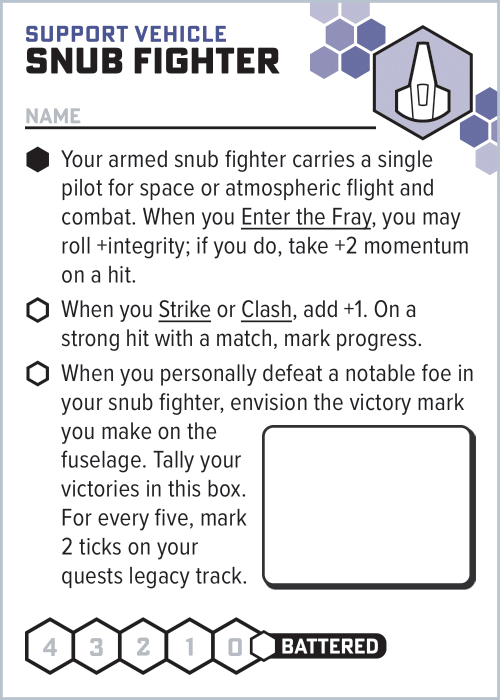 SUPPORT VEHICLE
SNUB FIGHTER
NAME
Your armed snub fighter carries a single
pilot for space or atmospheric flight and
combat. When you Enter the Fray, you may
roll +integrity; if you do, take +2 momentum
on a hit.
When you Strike or Clash, add +1. On a
strong hit with a match, mark progress.
When you personally defeat a notable foe in
your snub fighter, envision the victory mark
you make on the
fuselage. Tally your
victories in this box.
For every five, mark
2 ticks on your
quests legacy track.
4 3 2 1 0 BATTERED